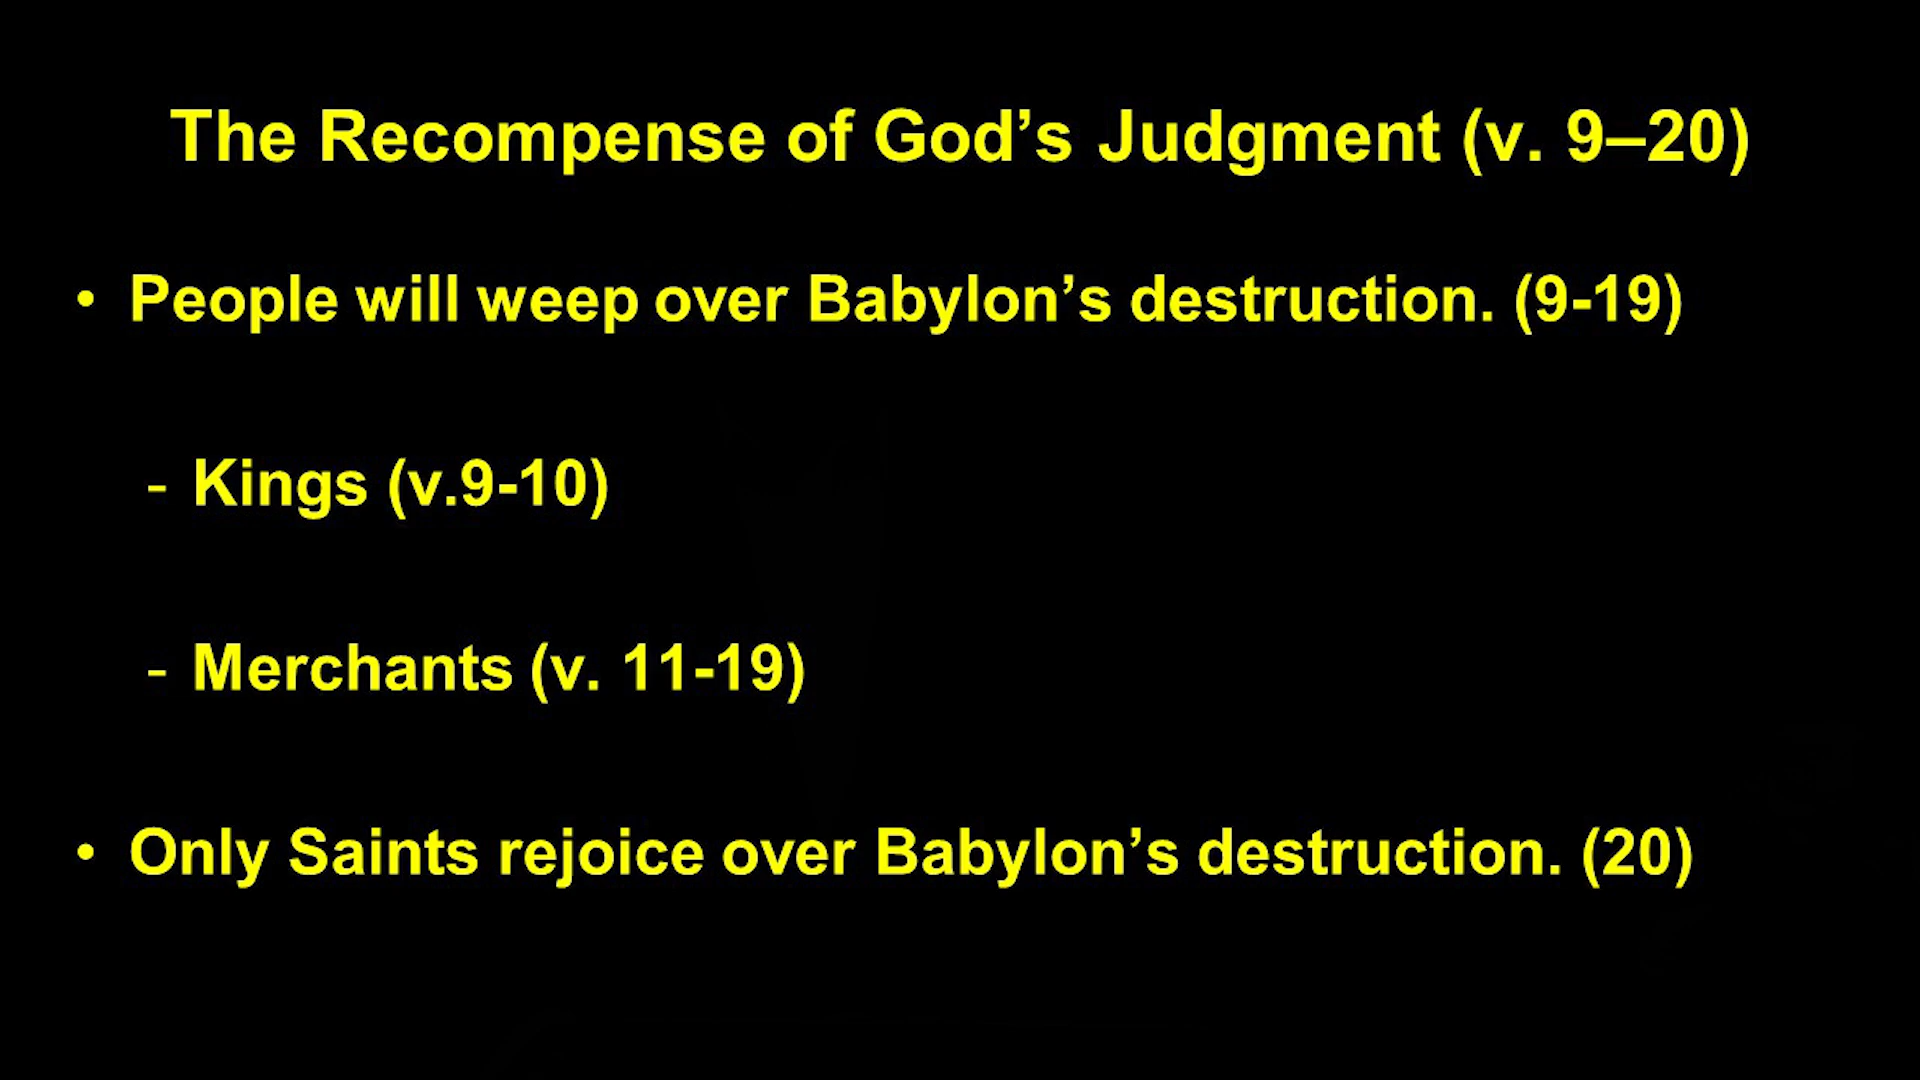 The Recompense of God’s Judgment (v. 9–20)
• People will weep over Babylon’s destruction. (9-19)
- Kings (v.9-10)
- Merchants (v. 11-19)
• Only Saints rejoice over Babylon’s destruction. (20)